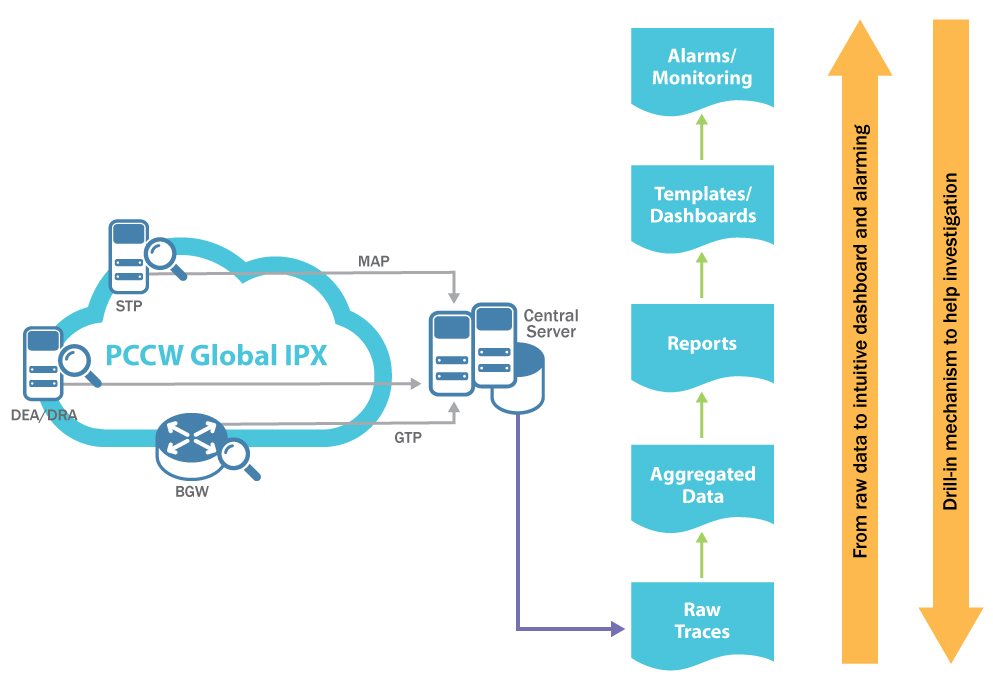 STP
MAP
PCCW Global IPX
DEA/DRA
BGW
GTP
Central
Server
Alarms/
Monitoring
Templates/
Dashboards
Reports
Aggregated
Data
Raw
Traces
From raw data to intuitive dashboard and alarming
Drill-in mechanism to help investigation